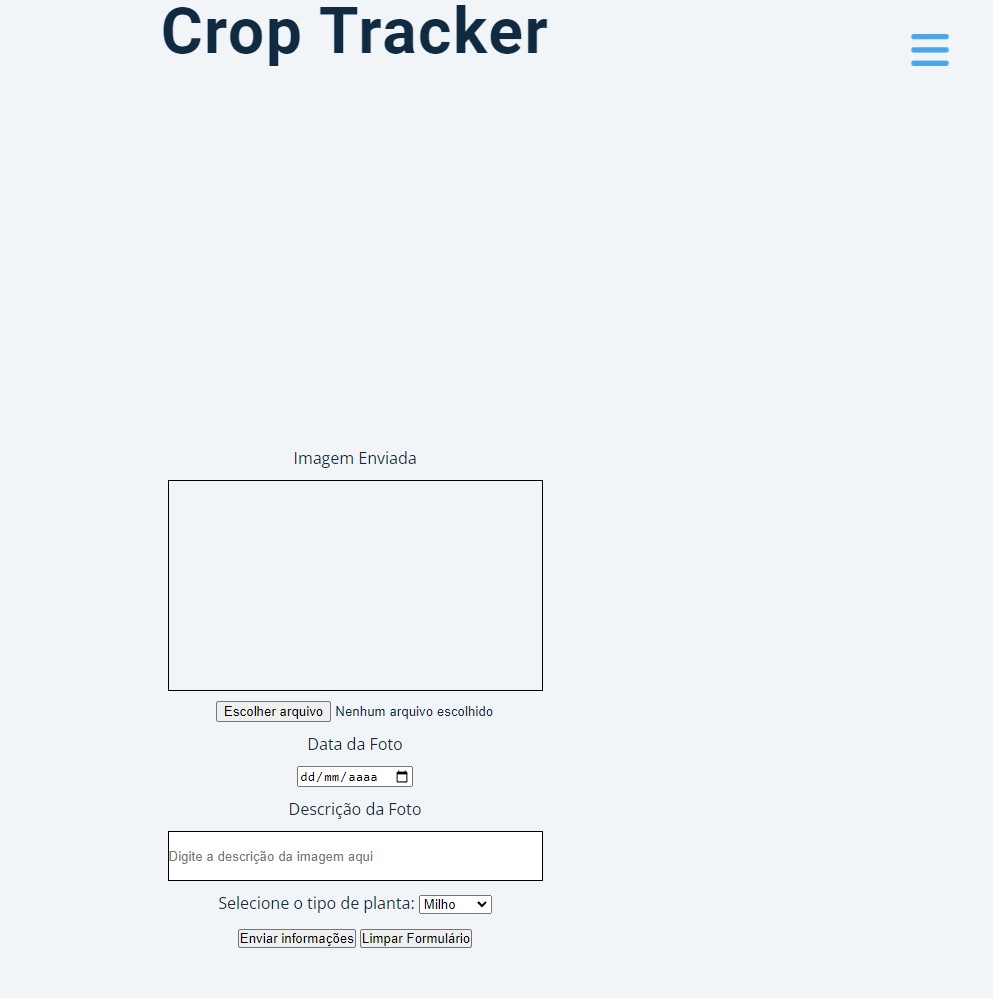 Crop Tracker
Imagem Enviada
Escolher arquivo Nenhum arquivo escolhido
Data da Foto
dd/mm/aaaa
Descrição da Foto
Digite a descrição da imagem aqui
Selecione o tipo de planta: Milho
Enviar informações Limpar Formulário